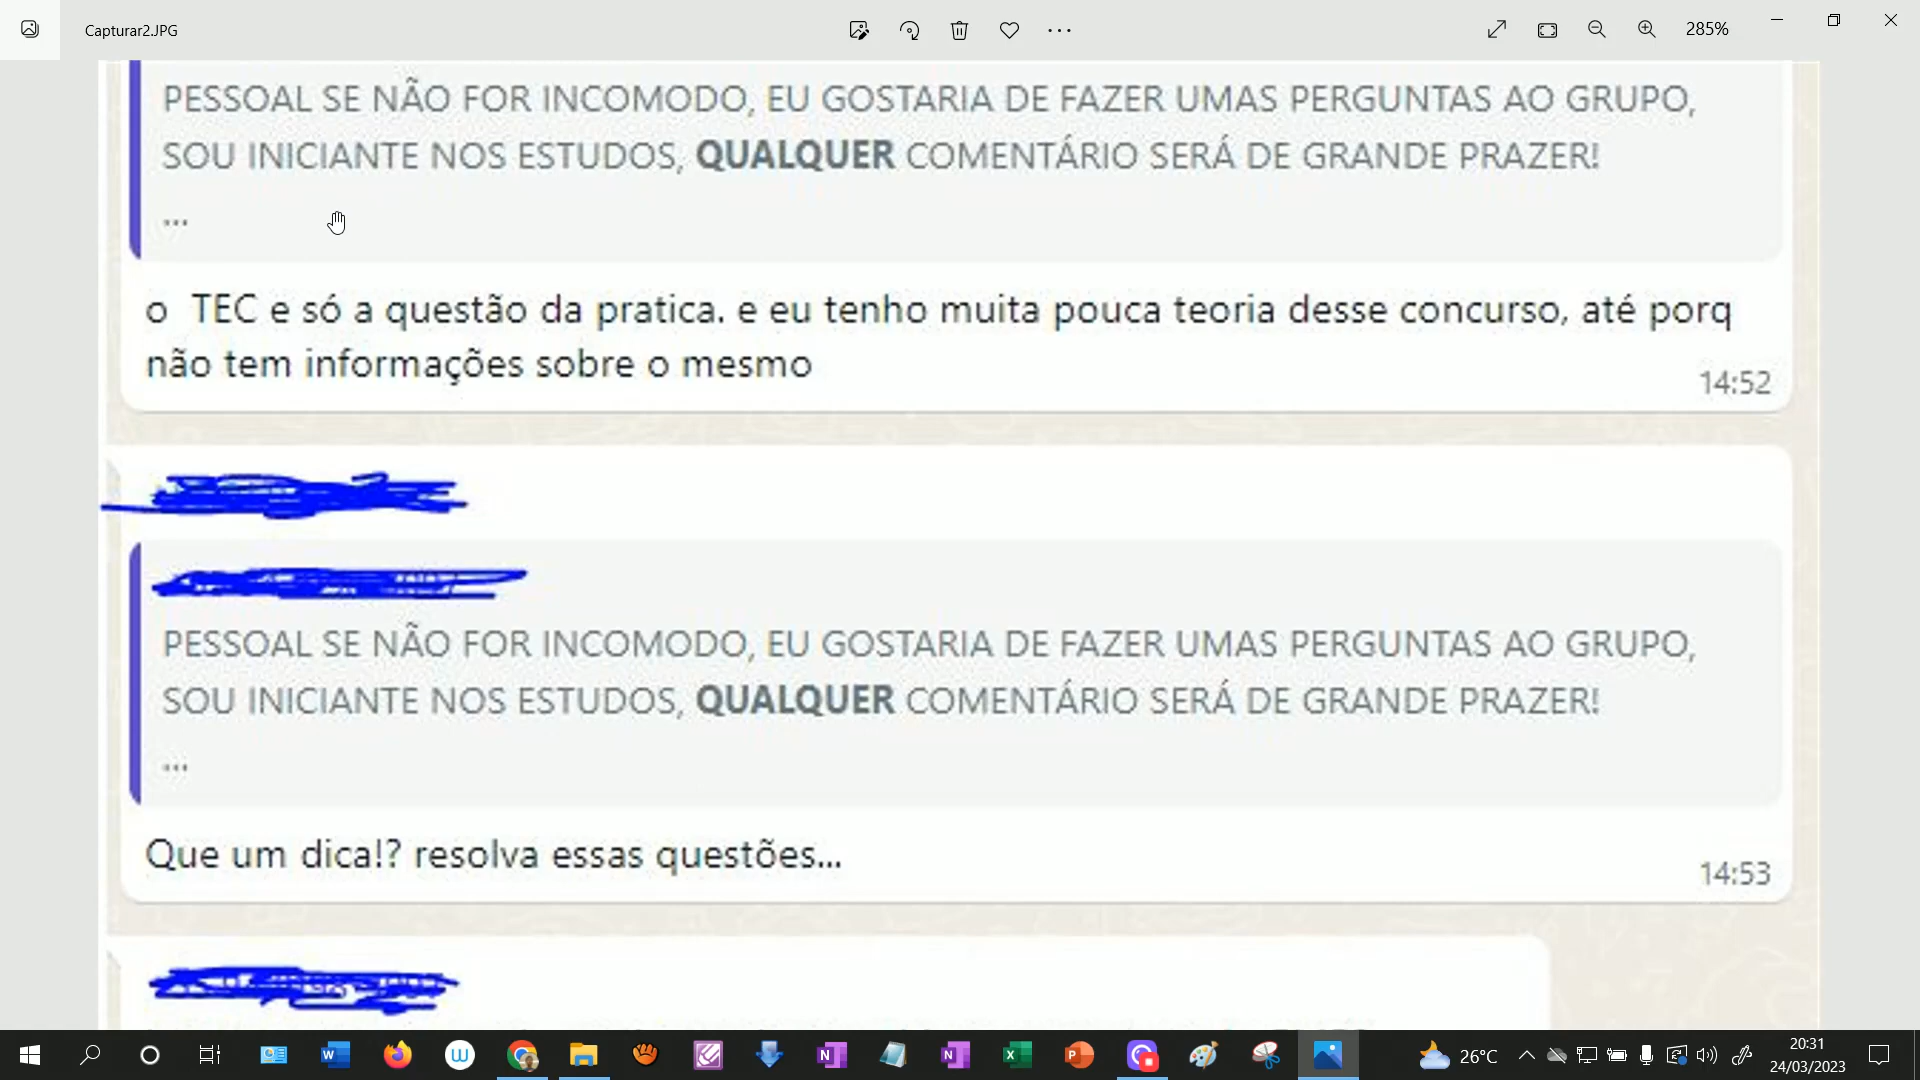 Capturar2.JPG
285%
PESSOAL SE NÃO FOR INCOMODO, EU GOSTARIA DE FAZER UMAS PERGUNTAS AO GRUPO,
SOU INICIANTE NOS ESTUDOS, QUALQUER COMENTÁRIO SERÁ DE GRANDE PRAZER!
...
o  TEC e só a questão da pratica. e eu tenho muita pouca teoria desse concurso, até porq
não tem informações sobre o mesmo
14:52
PESSOAL SE NÃO FOR INCOMODO, EU GOSTARIA DE FAZER UMAS PERGUNTAS AO GRUPO,
SOU INICIANTE NOS ESTUDOS, QUALQUER COMENTÁRIO SERÁ DE GRANDE PRAZER!
...
Que um dica!? resolva essas questões...
14:53
26°C
20:31
24/03/2023